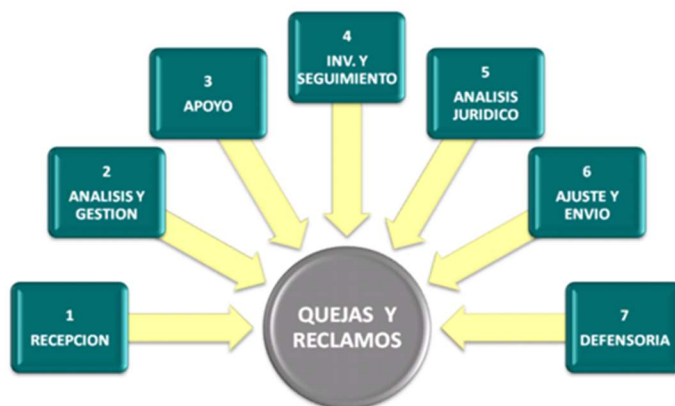 1
RECEPCION
2
ANALISIS Y
GESTION
3
APOYO
4
INV. Y
SEGUIMIENTO
5
ANALISIS
JURIDICO
6
AJUSTE Y
ENVIO
7
DEFENSORIA
QUEJAS Y
RECLAMOS